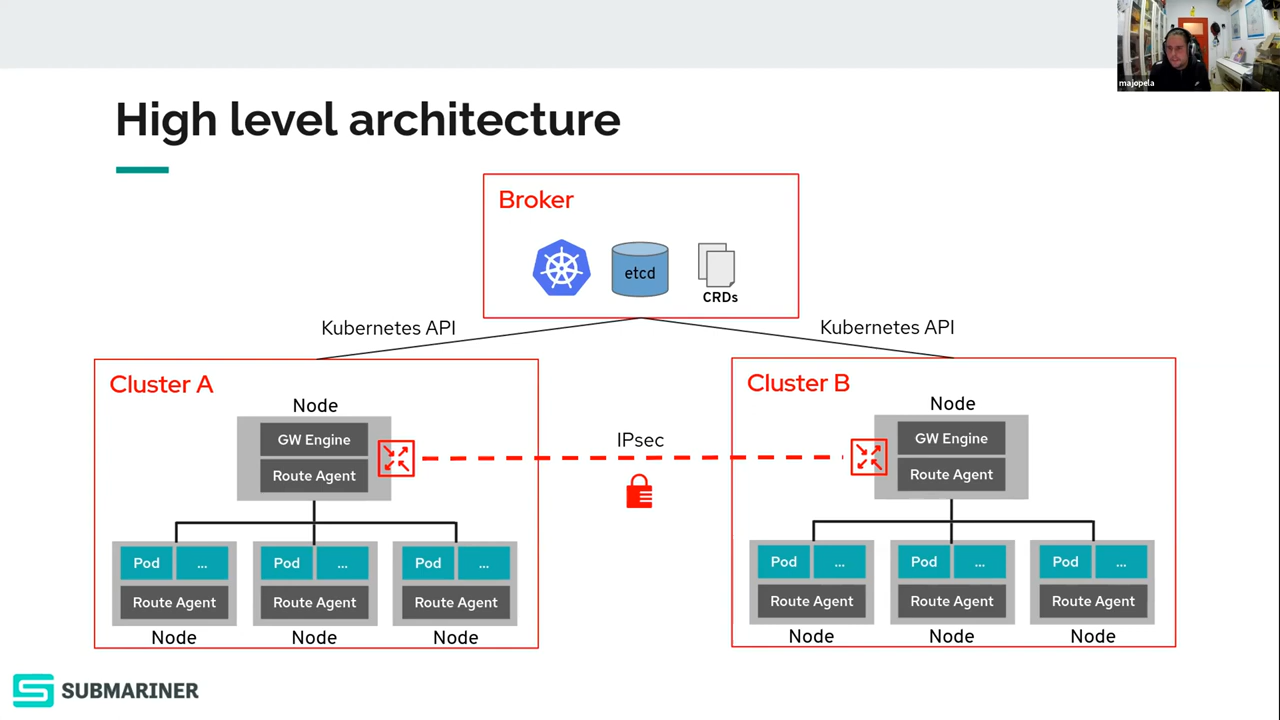 majopela
High level architecture
Broker
etcd
CRDs
Kubernetes API
Kubernetes API
Cluster A
Node
GW Engine
Route Agent
IPsec
Cluster B
Node
GW Engine
Route Agent
Pod
...
Pod
...
Pod
...
Route Agent
Route Agent
Route Agent
Node
Node
Node
Pod
...
Pod
...
Pod
...
Route Agent
Route Agent
Route Agent
Node
Node
Node
SUBMARINER